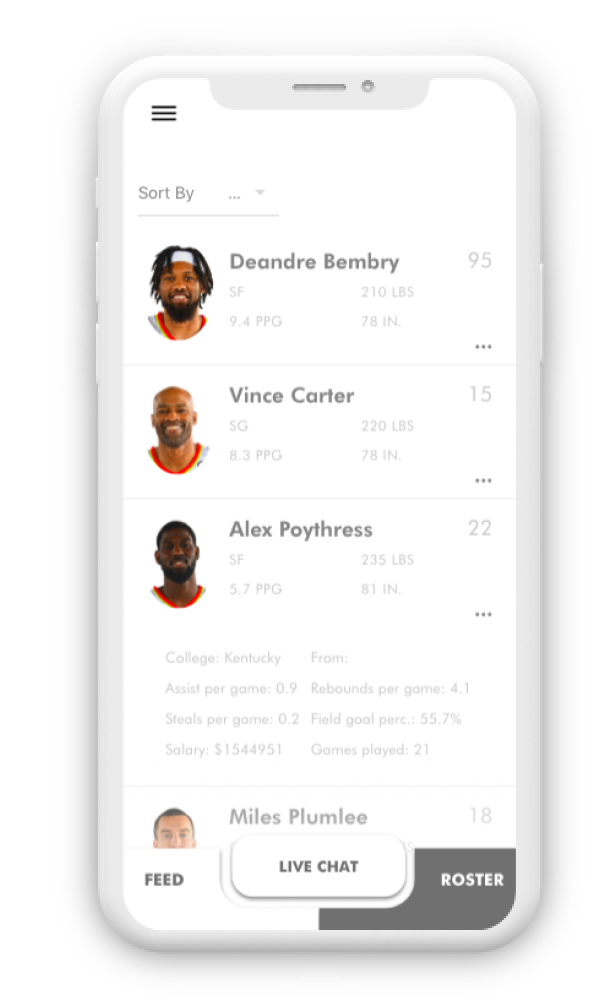 Sort By ...
Deandre Bembry 95
SF 210 LBS
9.4 PPG 78 IN.
...
Vince Carter 15
SG 220 LBS
8.3 PPG 78 IN.
...
Alex Poythress 22
SF 235 LBS
5.7 PPG 81 IN.
...
College: Kentucky From:
Assist per game: 0.9 Rebounds per game: 4.1
Steals per game: 0.2 Field goal perc.: 55.7%
Salary: $1544951 Games played: 21
Miles Plumlee 18
FEED LIVE CHAT ROSTER